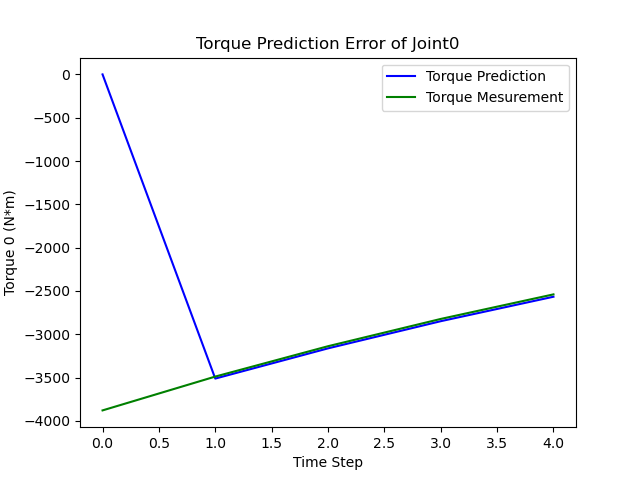 Torque Prediction Error of Joint0
Torque Prediction
Torque Mesurement
0
−500
−1000
−1500
−2000
−2500
−3000
−3500
−4000
Torque 0 (N*m)
0.0 0.5 1.0 1.5 2.0 2.5 3.0 3.5 4.0
Time Step